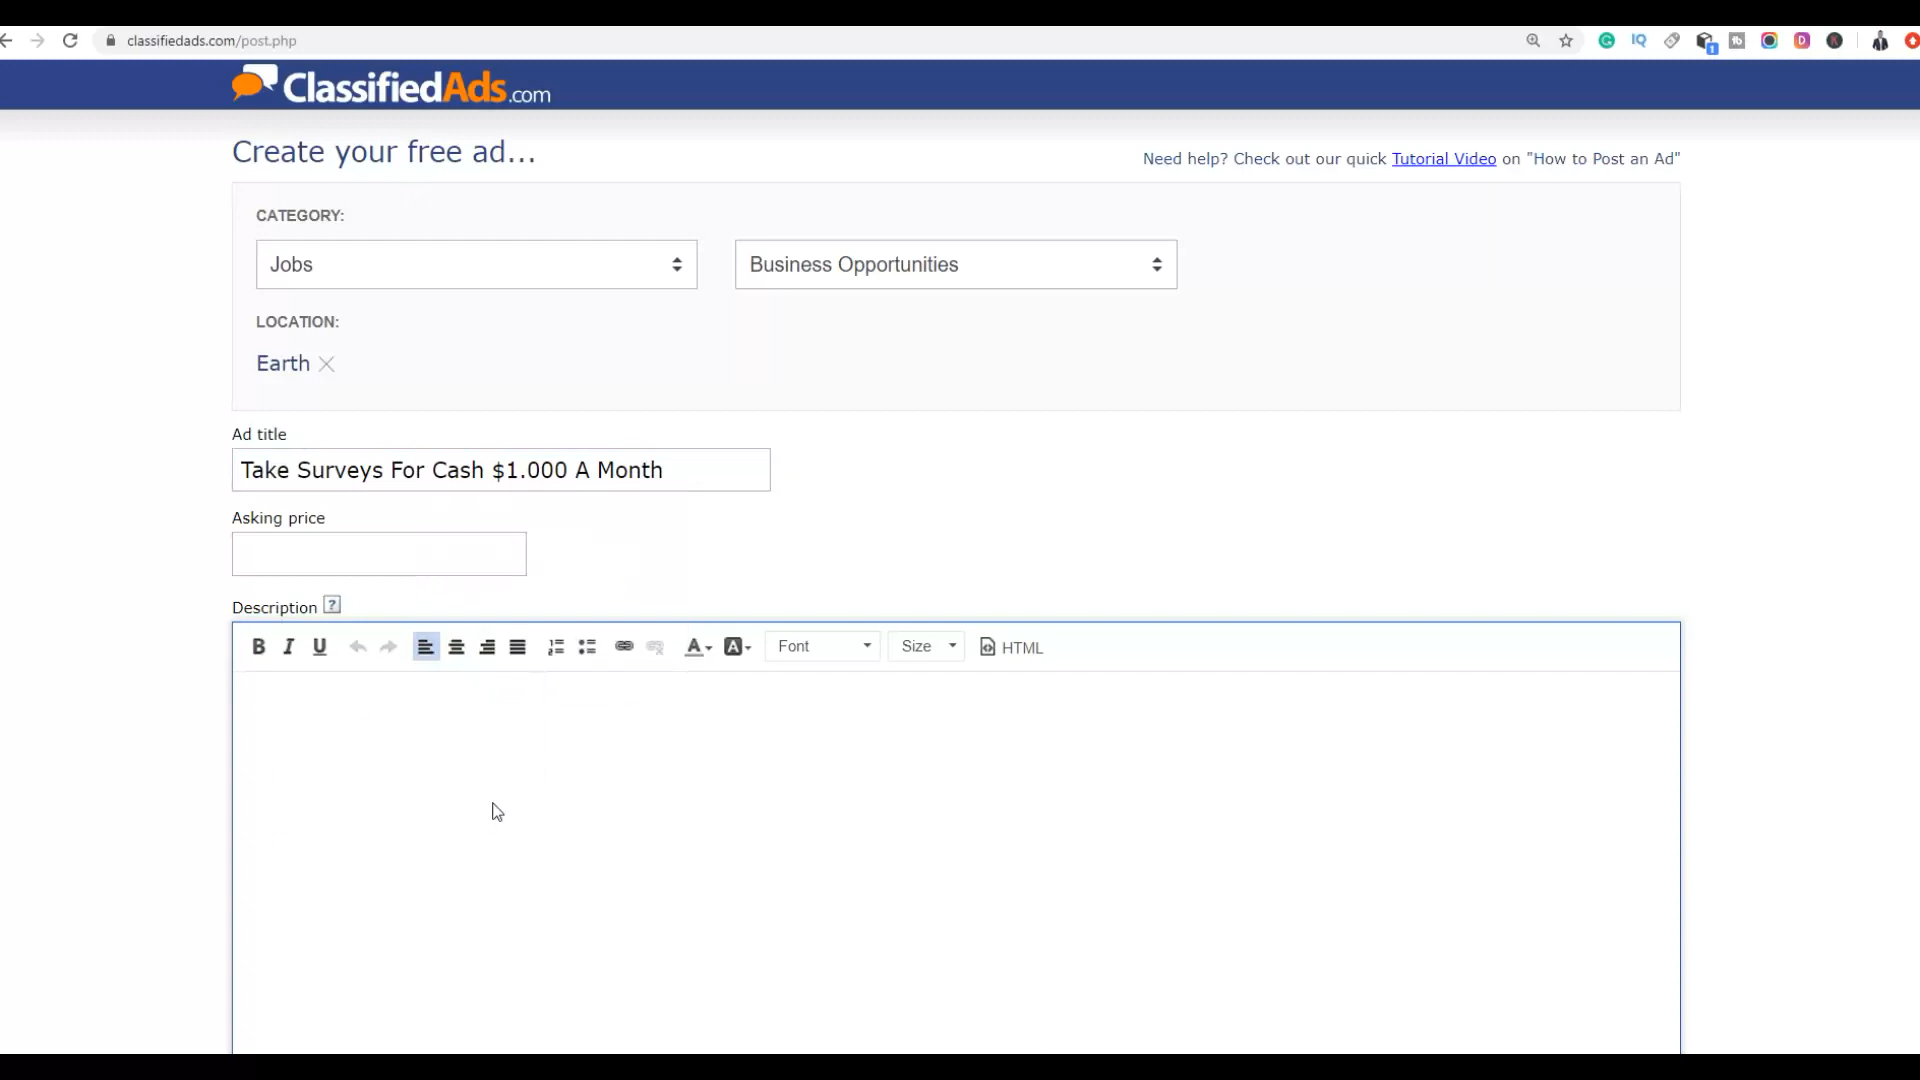 classifiedads.com/post.php
ClassifiedAds.com
Create your free ad...
Need help? Check out our quick Tutorial Video on "How to Post an Ad"
CATEGORY:
Jobs
Business Opportunities
LOCATION:
Earth
Ad title
Take Surveys For Cash $1.000 A Month
Asking price
Description ?
B I U A A Font Size HTML